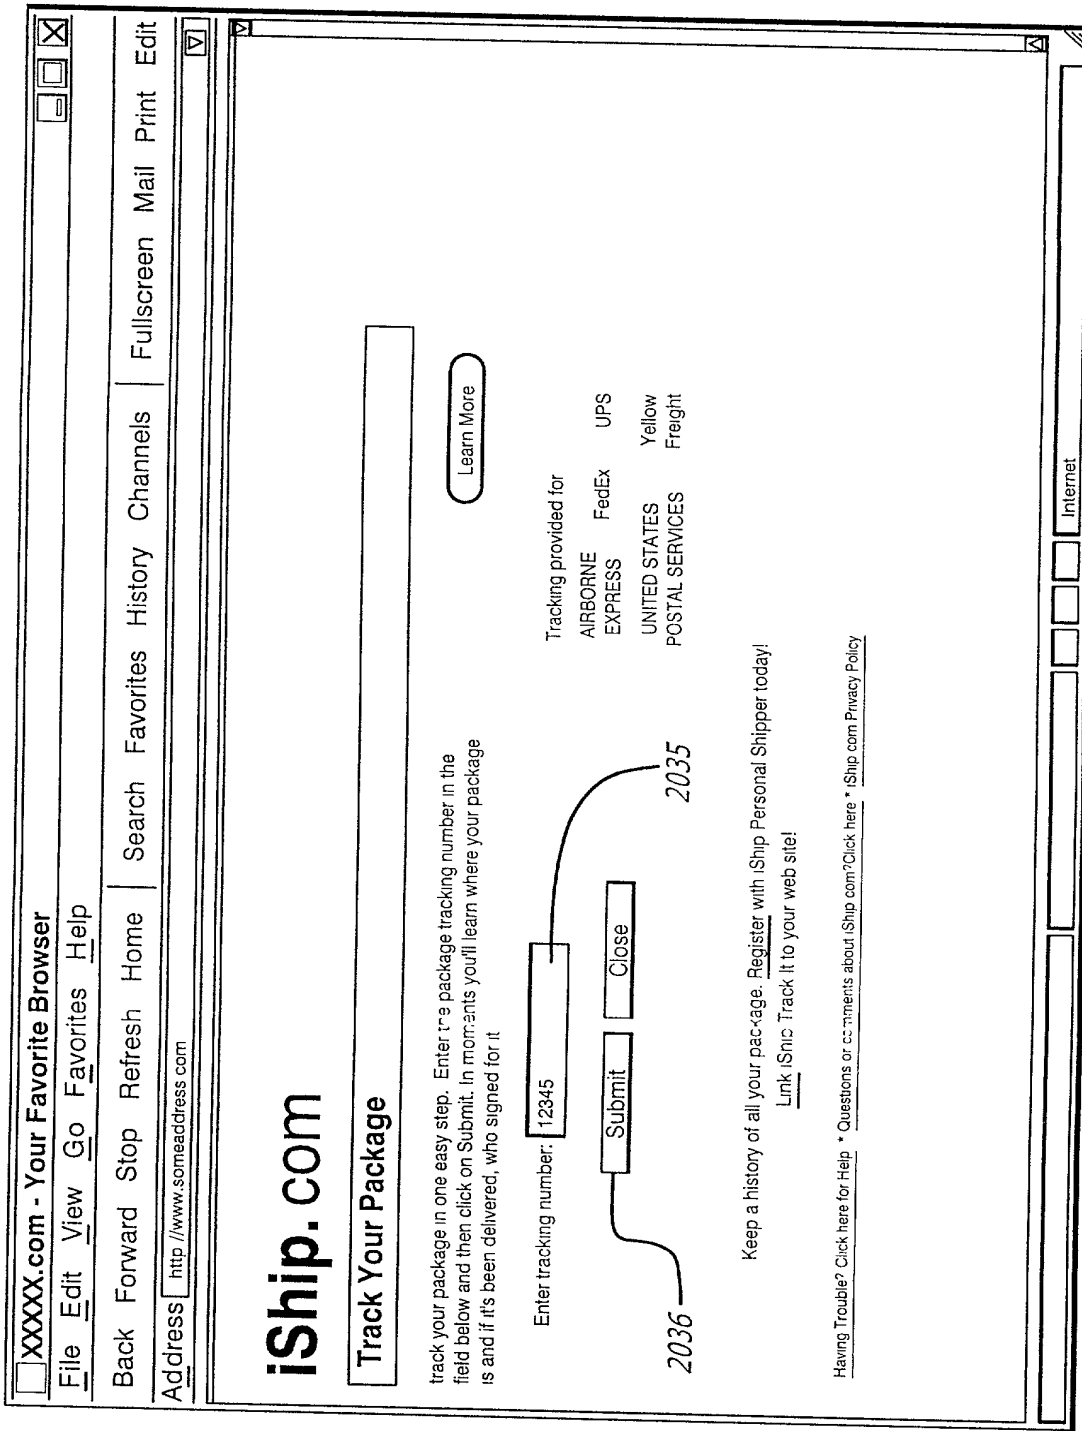 XXXXX.com - Your Favorite Browser
File Edit View Go Favorites Help
Back Forward Stop Refresh Home | Search Favorites History Channels | Fullscreen Mail Print Edit
Address http //www.someaddress com
iShip.com
Track Your Package
track your package in one easy step. Enter the package tracking number in the
field below and then click on Submit. In moments you'll learn where your package
is and if it's been delivered, who signed for it
Learn More
Enter tracking number: 12345
Submit Close
2036
2035
Tracking provided for
AIRBORNE EXPRESS FedEx UPS
UNITED STATES POSTAL SERVICES Yellow Freight
Keep a history of all your package. Register with iShip Personal Shipper today!
Link iShip Track It to your web site!
Having Trouble? Click here for Help * Questions or comments about iShip com?Click here * iShip com Privacy Policy
Internet